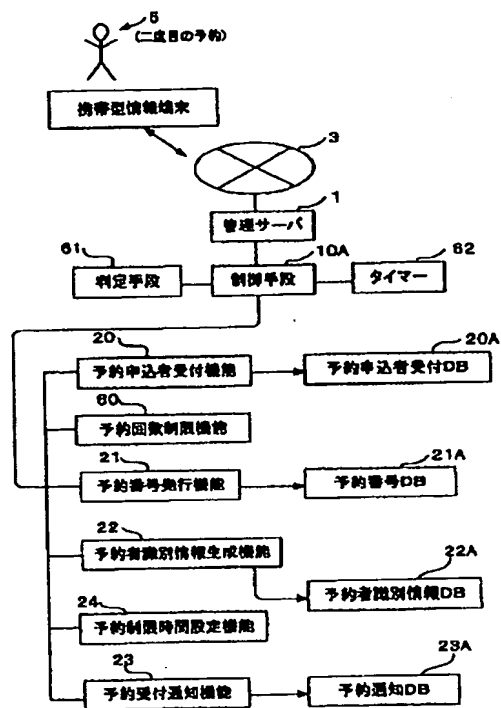 5
(二度目の予約)
携帯型情報端末
3
1
管理サーバ
61
10A
62
判定手段
制御手段
タイマー
20
20A
予約申込者受付機能
予約申込者受付DB
60
予約回数制限機能
21
21A
予約番号発行機能
予約番号DB
22
予約者識別情報生成機能
22A
予約者識別情報DB
24
予約制限時間設定機能
23
23A
予約受付通知機能
予約通知DB